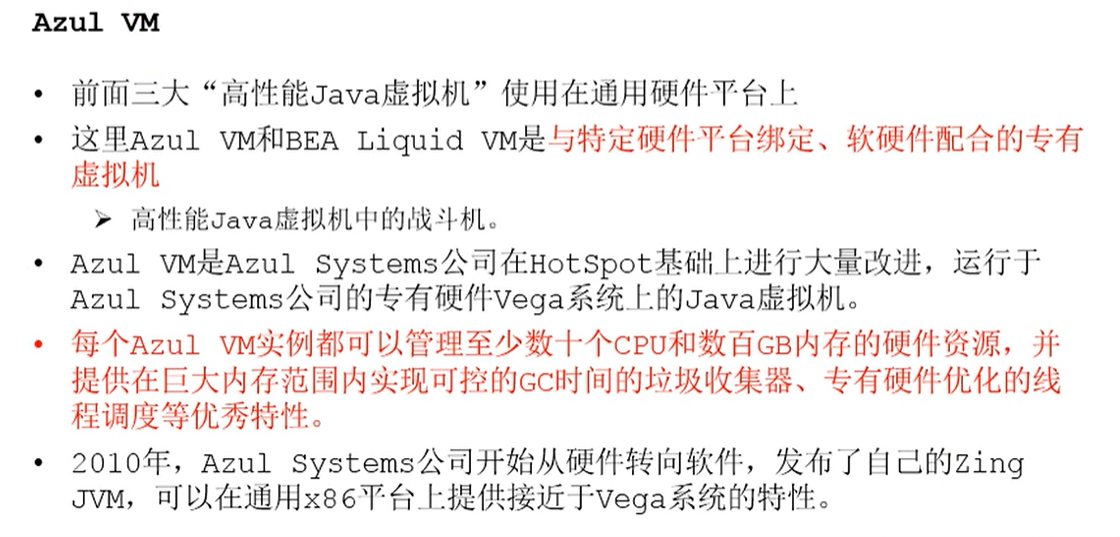 Azul VM
• 前面三大“高性能Java虚拟机”使用在通用硬件平台上
• 这里Azul VM和BEA Liquid VM是与特定硬件平台绑定、软硬件配合的专有
虚拟机
➢ 高性能Java虚拟机中的战斗机。
• Azul VM是Azul Systems公司在HotSpot基础上进行大量改进，运行于
Azul Systems公司的专有硬件Vega系统上的Java虚拟机。
• 每个Azul VM实例都可以管理至少数十个CPU和数百GB内存的硬件资源，并
提供在巨大内存范围内实现可控的GC时间的垃圾收集器、专有硬件优化的线
程调度等优秀特性。
• 2010年，Azul Systems公司开始从硬件转向软件，发布了自己的Zing
JVM，可以在通用x86平台上提供接近于Vega系统的特性。